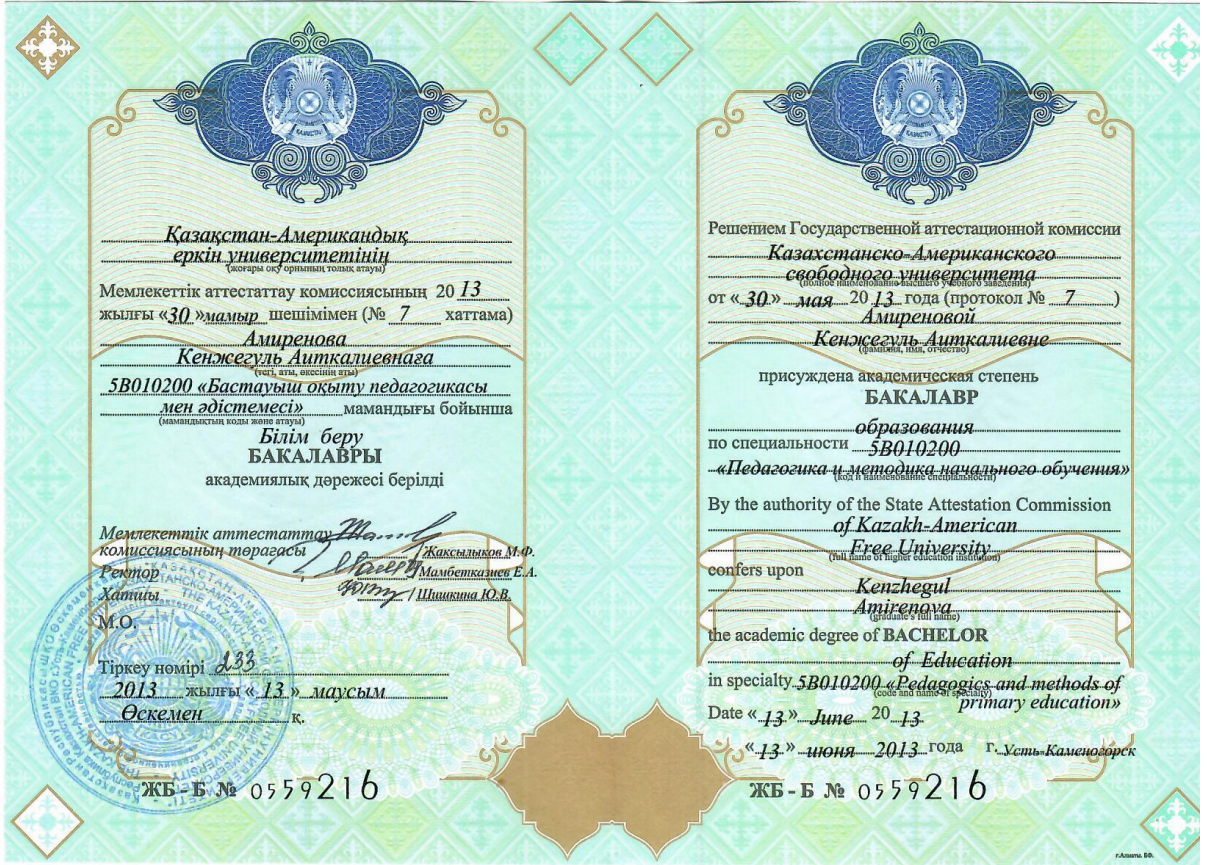 Қазақстан-Американдық
еркін университетінің
(жоғары оқу орнының толық атауы)
Мемлекеттік аттестаттау комиссиясының 20 13
жылғы «30» мамыр шешімімен (№ 7 хаттама)
Амиренова
Кенжегуль Аиткалиевнаға
(тегі, аты, әкесінің аты)
5В010200 «Бастауыш оқыту педагогикасы
мен әдістемесі» мамандығы бойынша
(мамандықтың коды және атауы)
Білім беру
БАКАЛАВРЫ
академиялық дәрежесі берілді
Мемлекеттік аттестаттау
комиссиясының төрағасы Жаксылыков М.Ф.
Ректор Мамбетказиев Е.А.
Хатшы Шишкина Ю.В.
М.О.
Тіркеу нөмірі 233
2013 жылғы «13» маусым
Өскемен қ.
ЖБ - Б № 0559216
Решением Государственной аттестационной комиссии
Казахстанско-Американского
свободного университета
(полное наименование высшего учебного заведения)
от «30» мая 20 13 года (протокол № 7 )
Амиреновой
Кенжегуль Аиткалиевне
(фамилия, имя, отчество)
присуждена академическая степень
БАКАЛАВР
образования
по специальности 5В010200
«Педагогика и методика начального обучения»
(код и наименование специальности)
By the authority of the State Attestation Commission
of Kazakh-American
Free University
(full name of higher education institution)
confers upon
Kenzhegul
Amirenova
(graduate's full name)
the academic degree of BACHELOR
of Education
in specialty 5B010200 «Pedagogics and methods of
(code and name of specialty)
primary education»
Date «13» June 20 13
«13» июня 2013 года г. Усть-Каменогорск
ЖБ - Б № 0559216
г.Алматы. БФ.